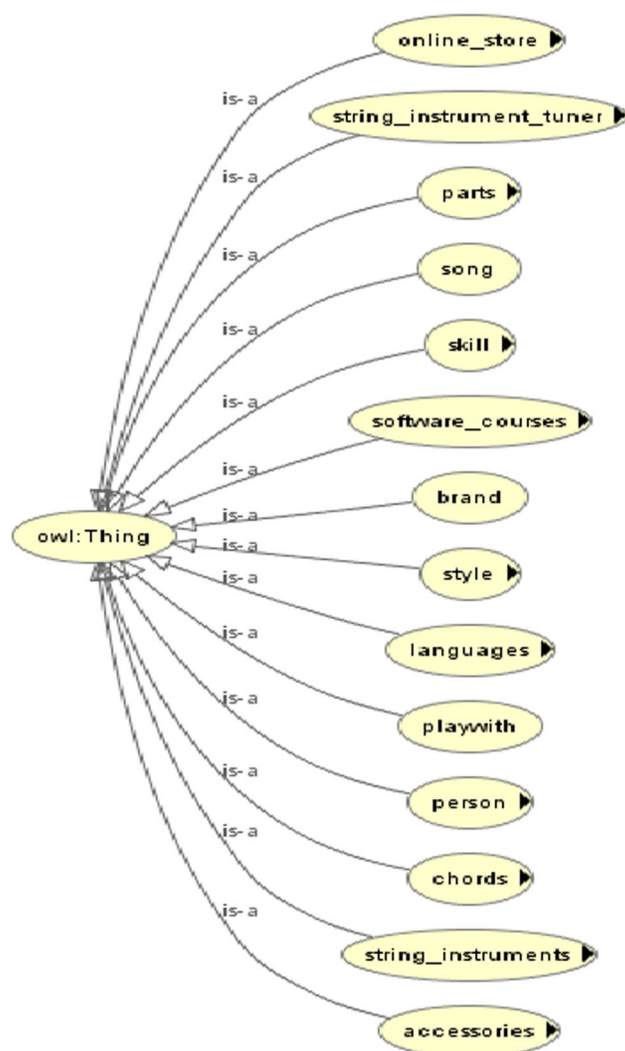 online_store
is-a
string_instrument_tuner
is-a
parts
is-a
song
is-a
skill
is-a
software_courses
is-a
brand
is-a
owl:Thing
is-a
style
is-a
languages
is-a
playwith
is-a
person
is-a
chords
is-a
string_instruments
is-a
accessories